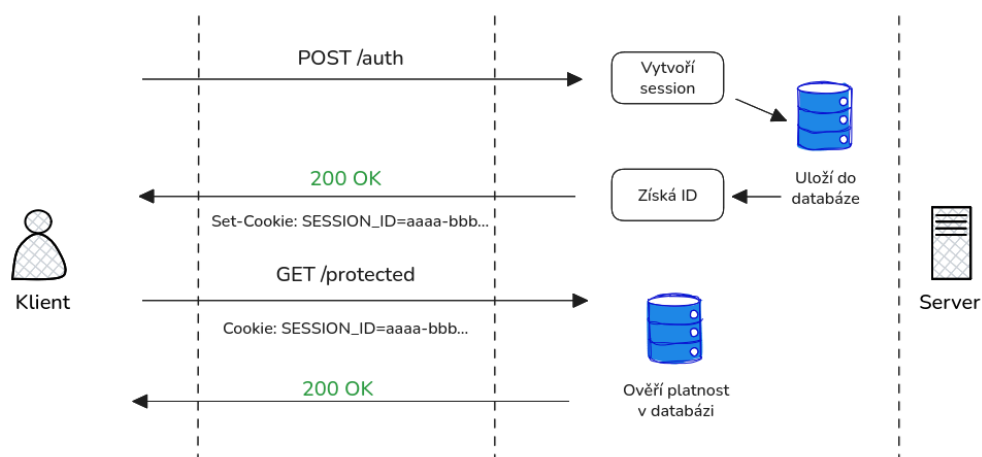 POST /auth
Vytvoří
session
Uloží do
databáze
Získá ID
200 OK
Set-Cookie: SESSION_ID=aaaa-bbb...
Klient
Server
GET /protected
Cookie: SESSION_ID=aaaa-bbb...
Ověří platnost
v databázi
200 OK